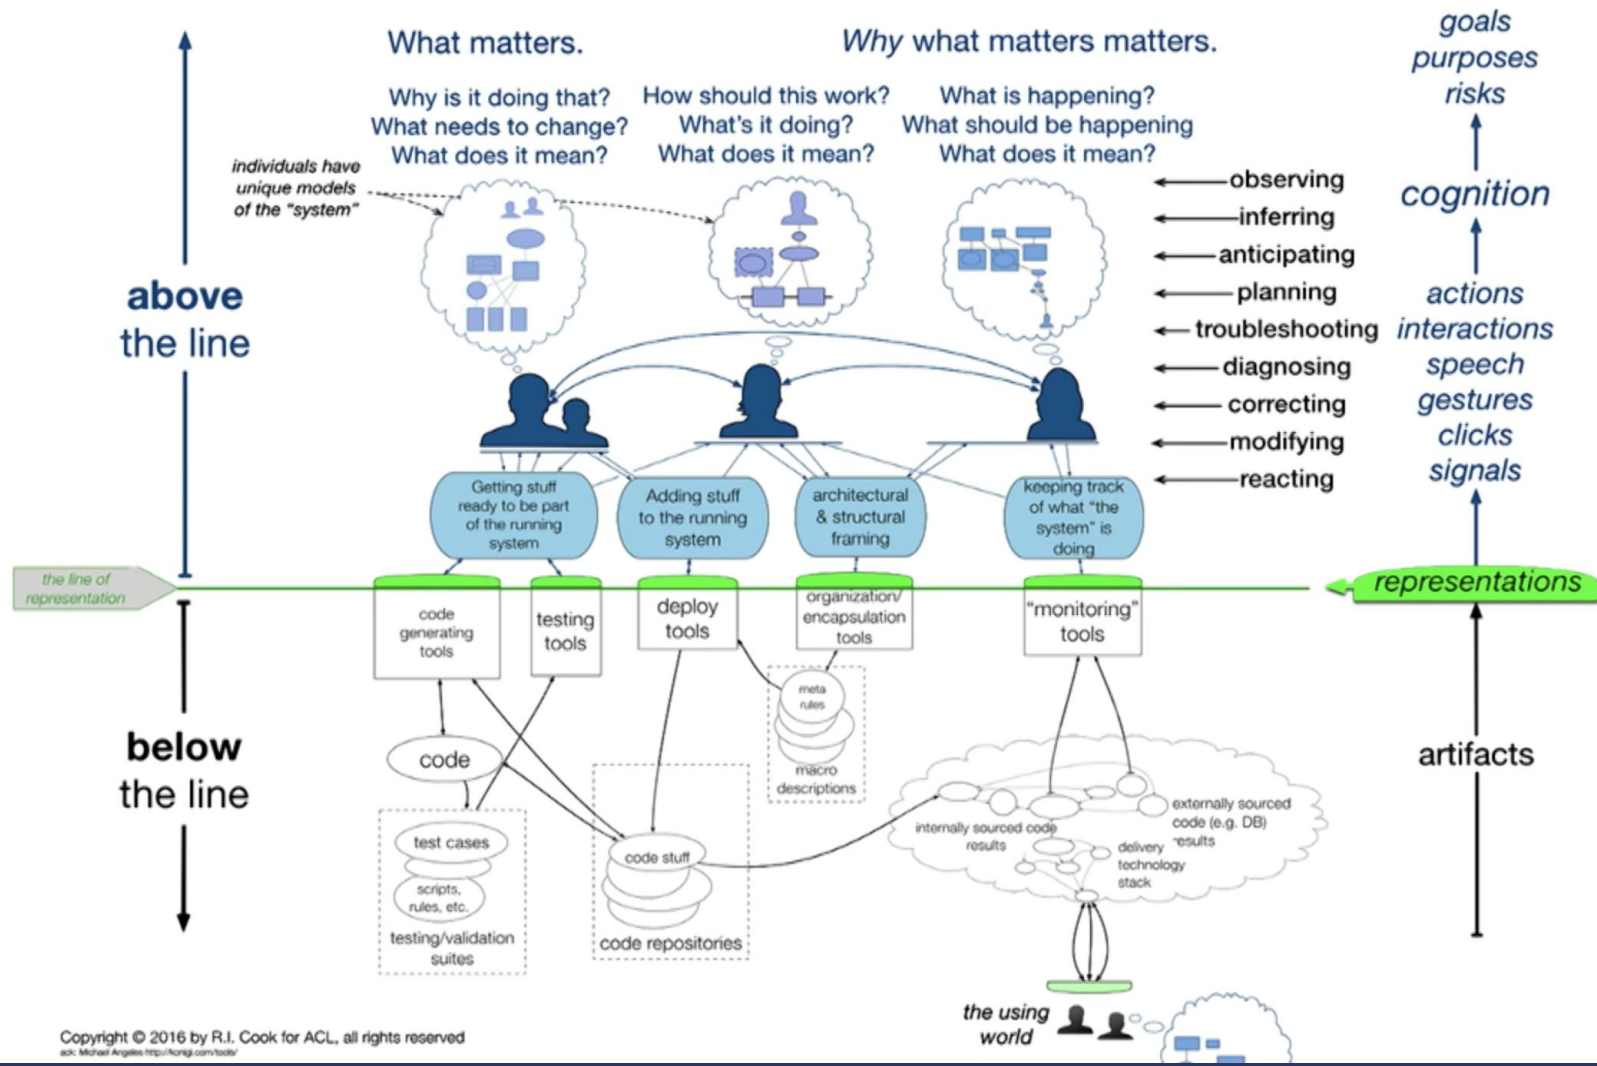 What matters.
Why what matters matters.
Why is it doing that?
What needs to change?
What does it mean?
How should this work?
What's it doing?
What does it mean?
What is happening?
What should be happening
What does it mean?
individuals have
unique models
of the "system"
goals
purposes
risks
cognition
actions
interactions
speech
gestures
clicks
signals
observing
inferring
anticipating
planning
troubleshooting
diagnosing
correcting
modifying
reacting
above
the line
Getting stuff
ready to be part
of the running
system
Adding stuff
to the running
system
architectural
& structural
framing
keeping track
of what "the
system" is
doing
the line of
representation
representations
code
generating
tools
testing
tools
deploy
tools
organization/
encapsulation
tools
"monitoring"
tools
meta
rules
macro
descriptions
below
the line
code
artifacts
test cases
scripts,
rules, etc.
testing/validation
suites
code stuff
code repositories
internally sourced code
results
externally sourced
code (e.g. DB)
results
delivery
technology
stack
the using
world
Copyright © 2016 by R.I. Cook for ACL, all rights reserved
ack: Michael Angeles http://konigi.com/tools/